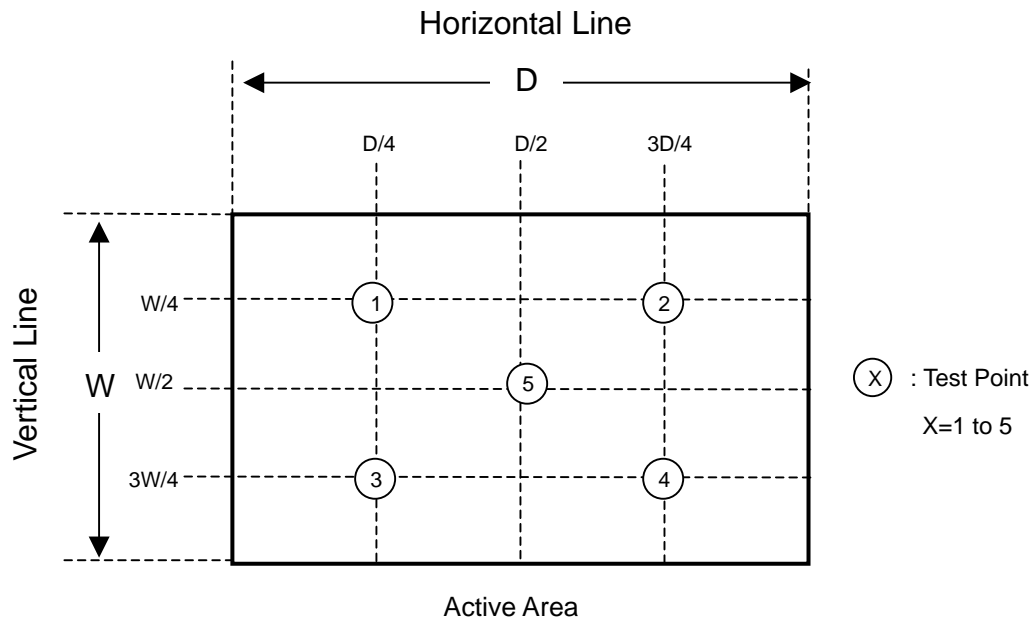 Horizontal Line
D
D/4 D/2 3D/4
Vertical Line
W
W/4
W/2
3W/4
1 2
5
3 4
X : Test Point
X=1 to 5
Active Area